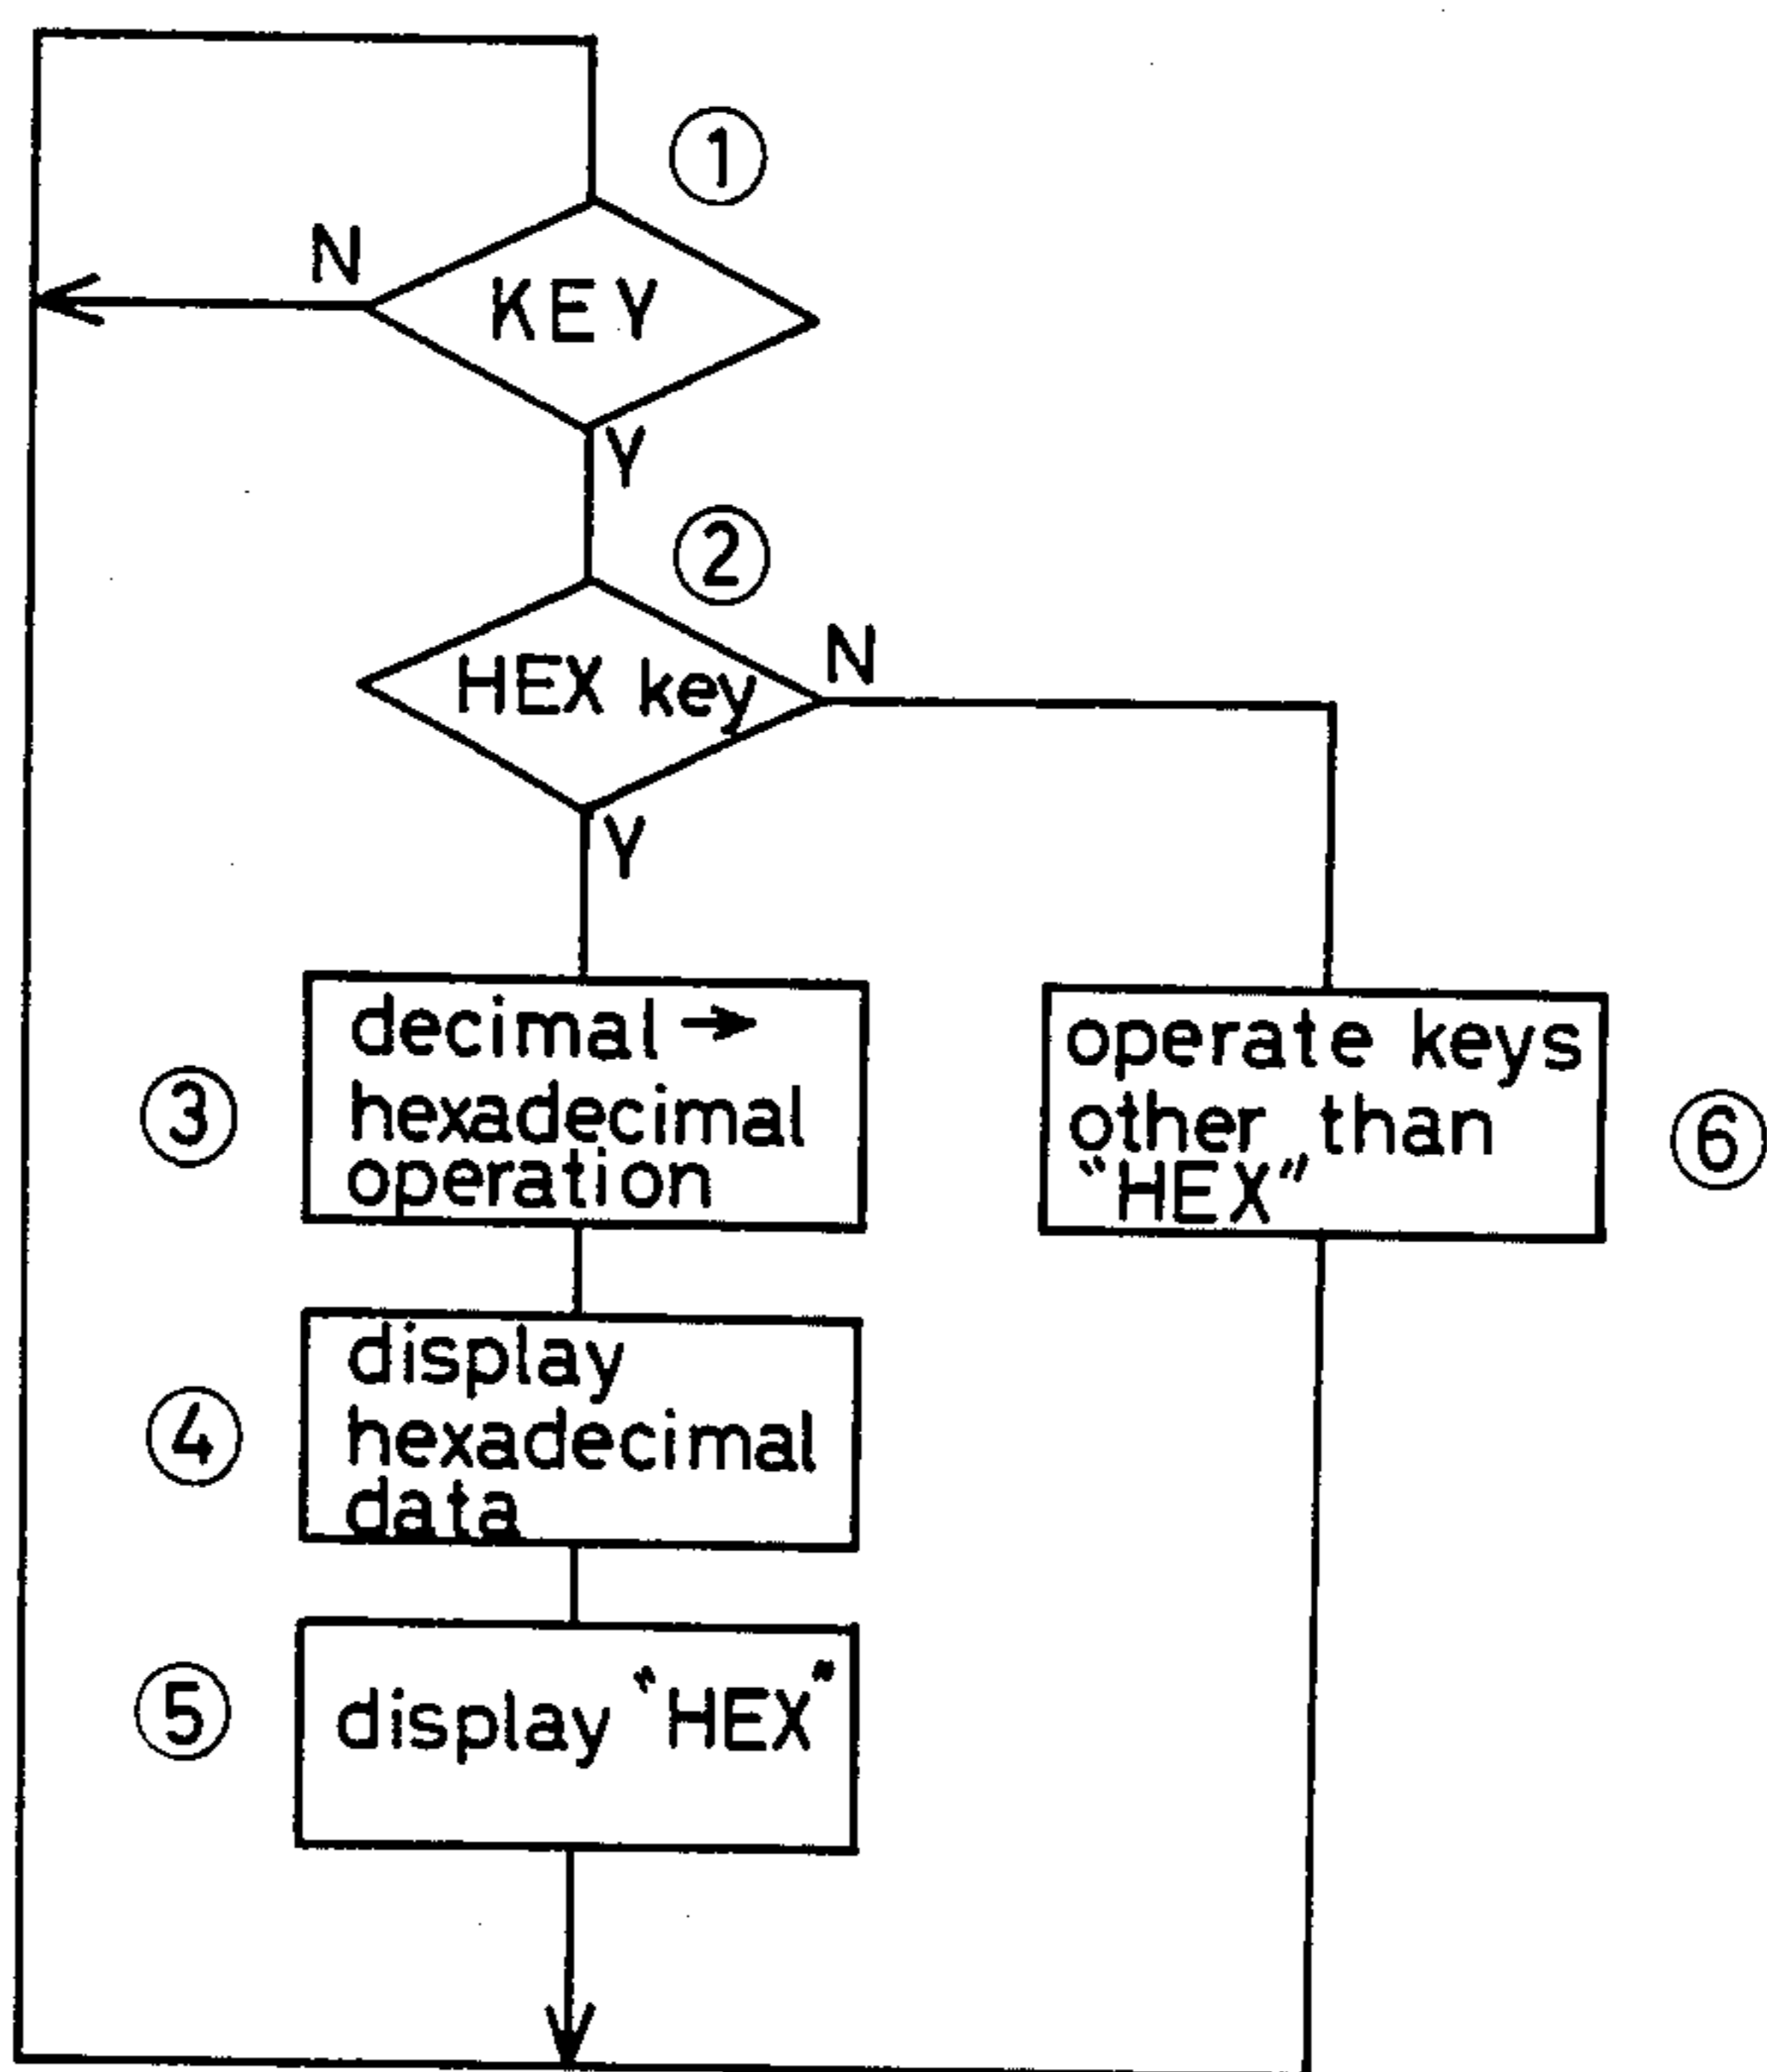 ①
N
KEY
Y
②
HEX key
N
Y
③
decimal →
hexadecimal
operation
operate keys
other than
"HEX"
⑥
④
display
hexadecimal
data
⑤
display "HEX"